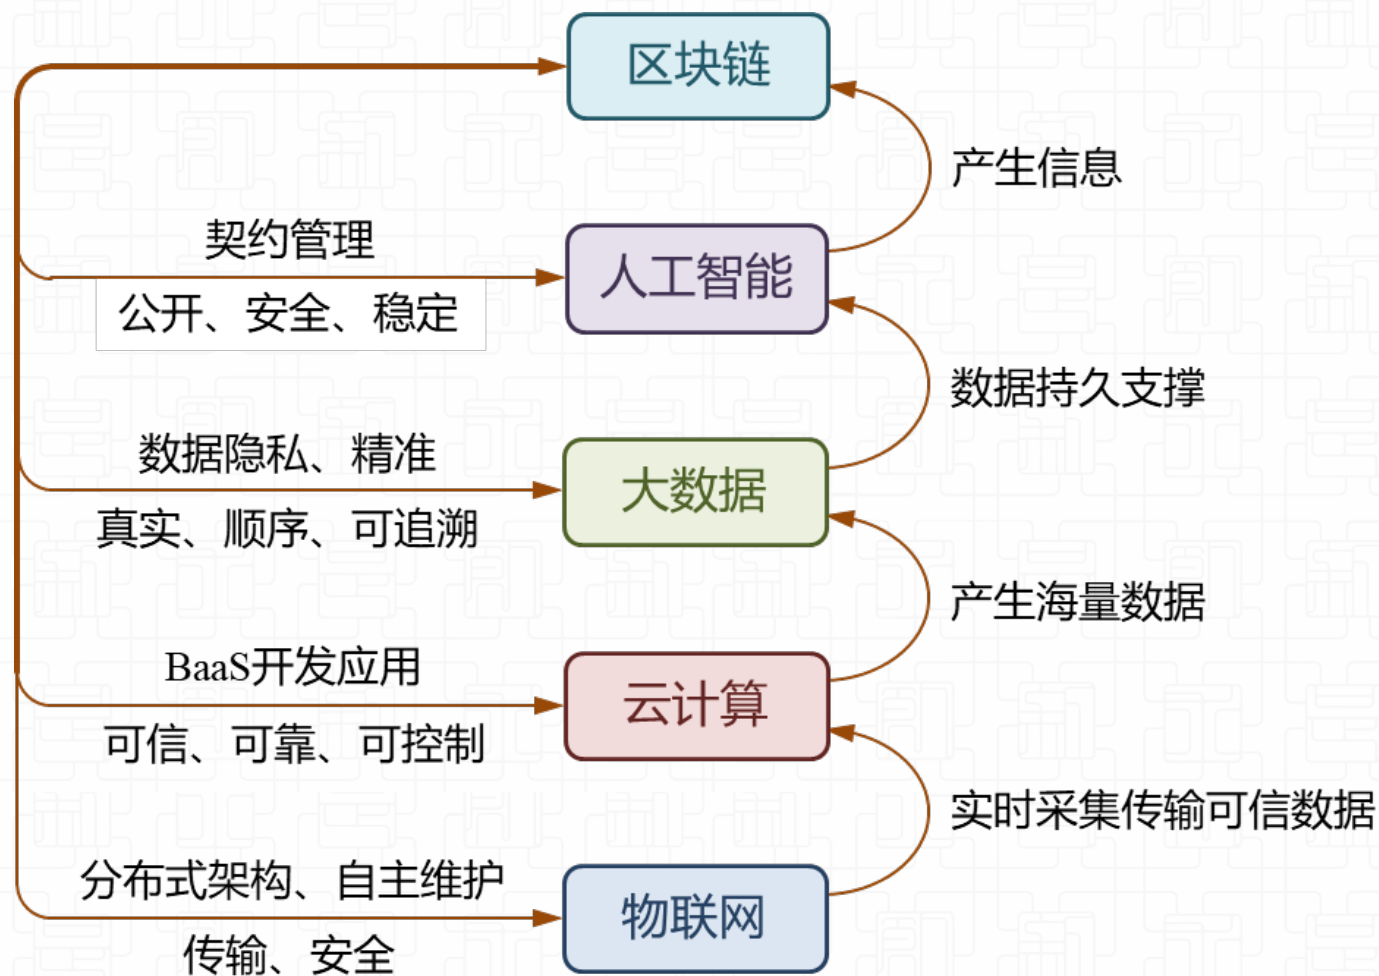 区块链
产生信息
契约管理
人工智能
公开、安全、稳定
数据持久支撑
数据隐私、精准
大数据
真实、顺序、可追溯
产生海量数据
BaaS开发应用
云计算
可信、可靠、可控制
实时采集传输可信数据
分布式架构、自主维护
物联网
传输、安全